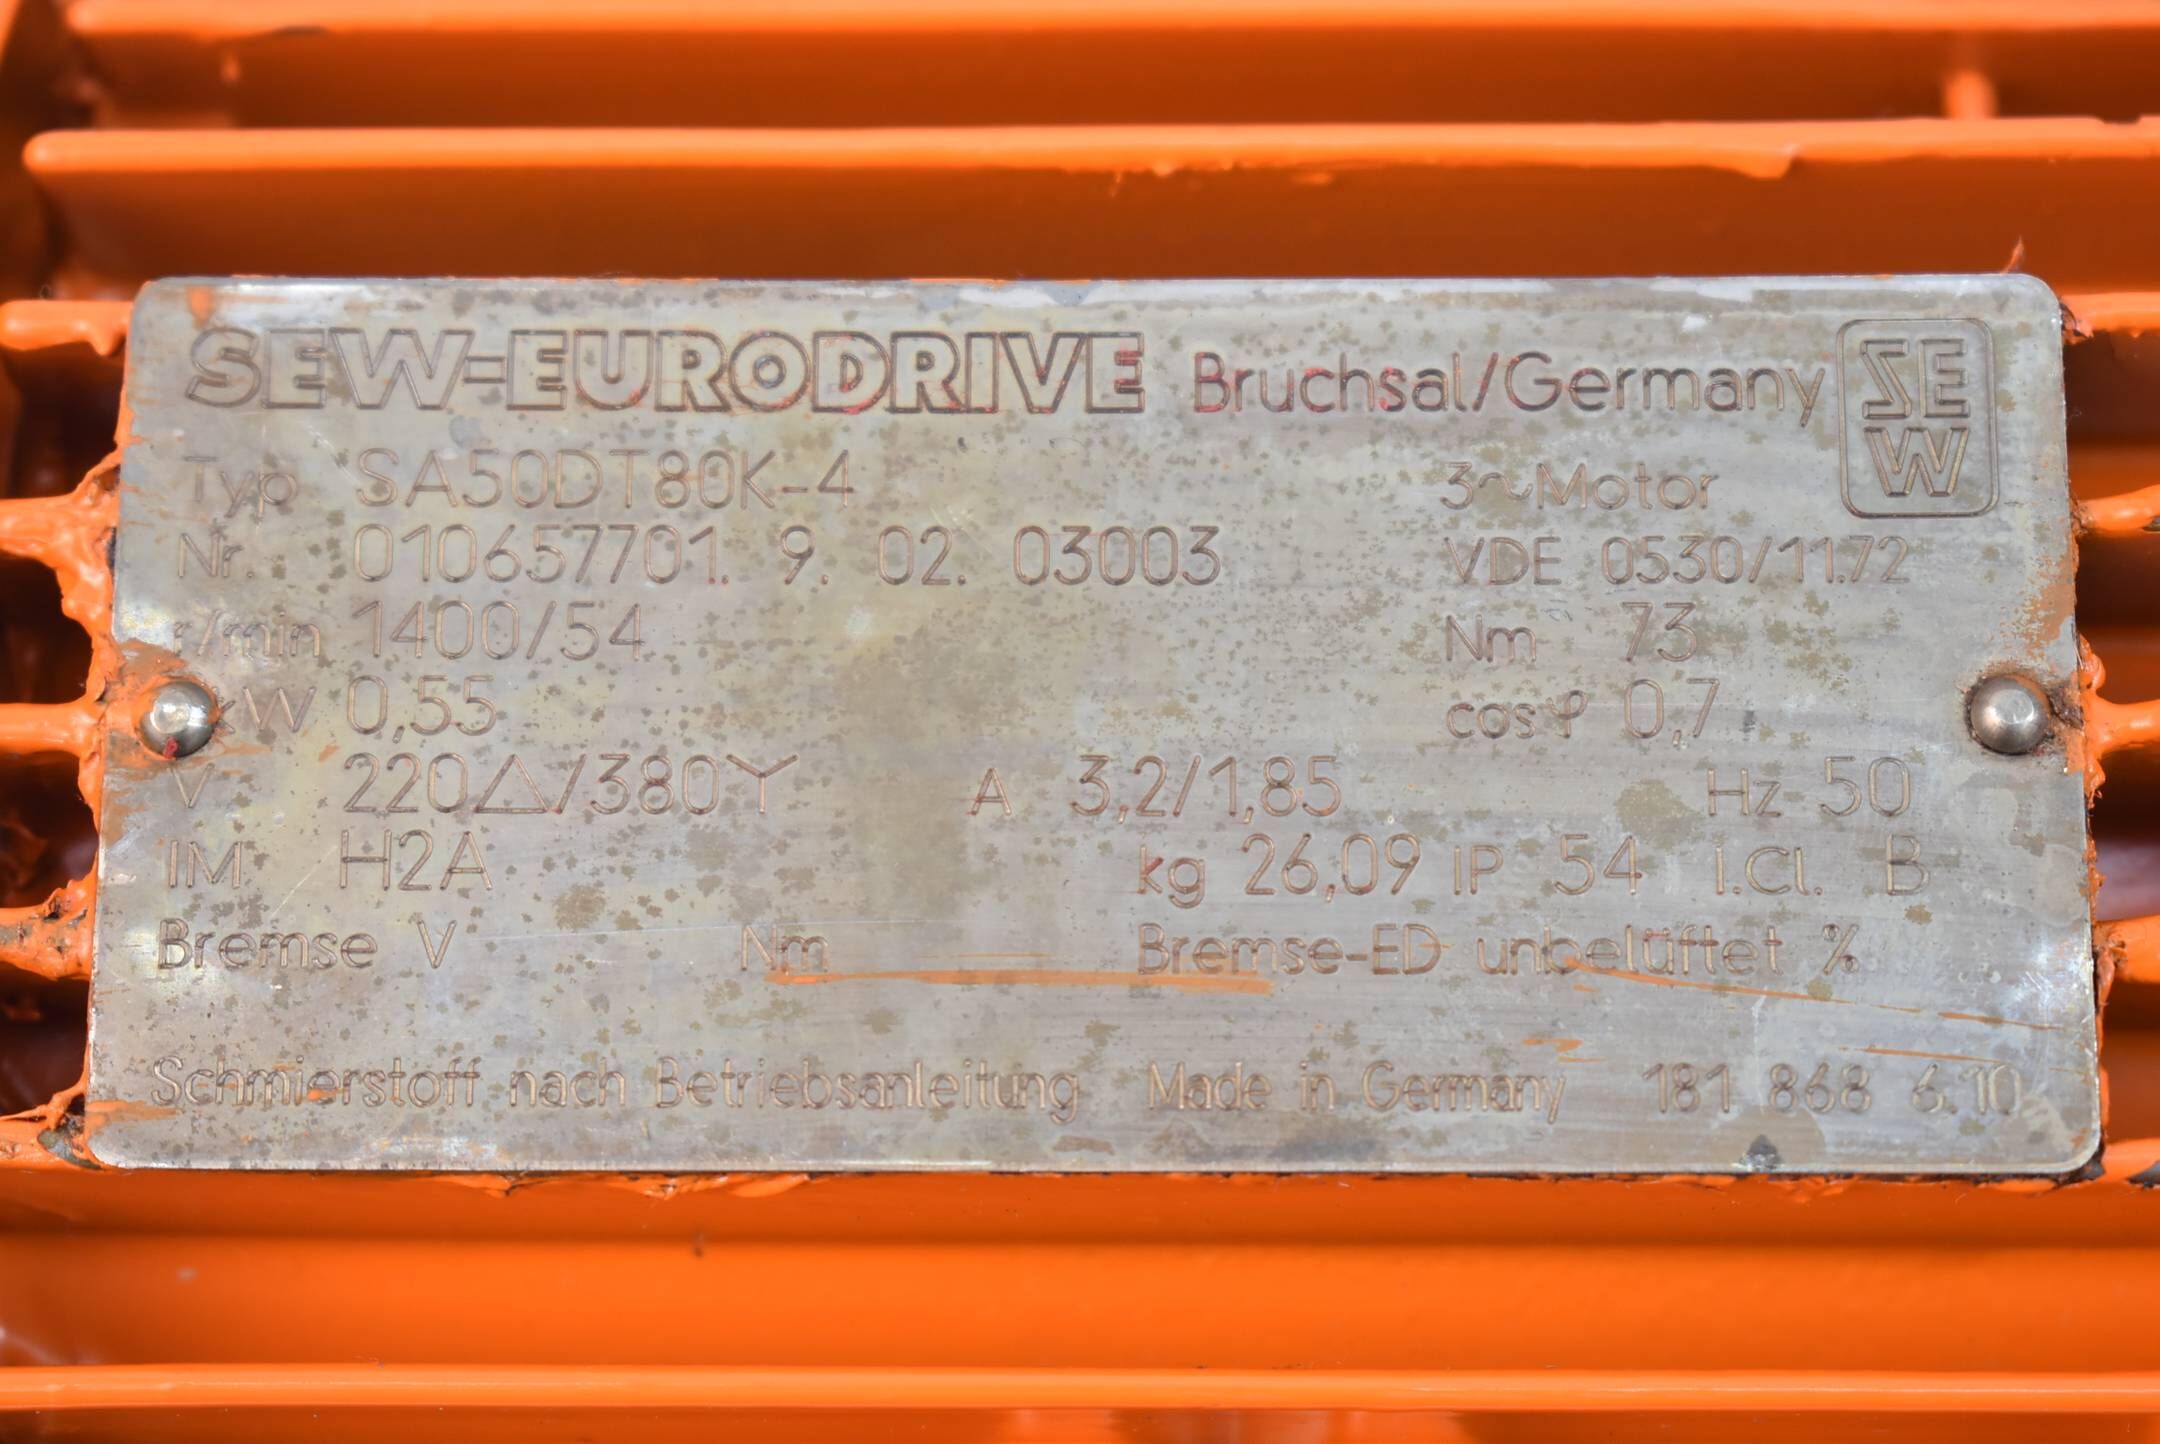 SEW-EURODRIVE Bruchsal/Germany SEW
Typ SA50DT80K-4 3~Motor
Nr. 010657701. 9. 02. 03003 VDE 0530/11.72
r/min 1400/54 Nm 73
kW 0,55 cosφ 0,7
V 220△/380Y A 3,2/1,85 Hz 50
IM H2A kg 26,09 IP 54 i.Cl. B
Bremse V Nm Bremse-ED unbelüftet %
Schmierstoff nach Betriebsanleitung Made in Germany 181 868 6.10